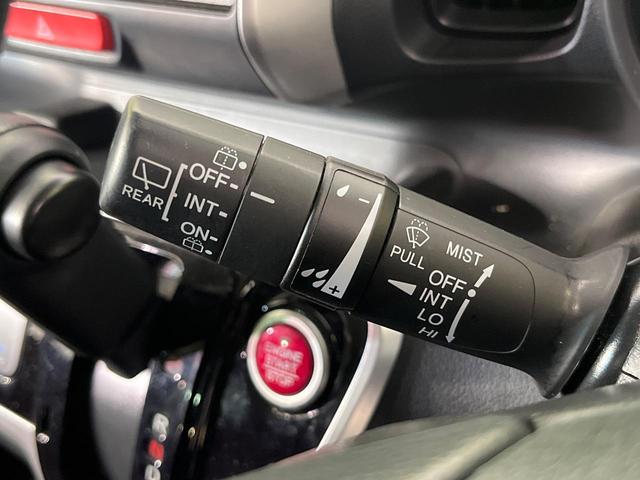 REAR
OFF
INT
ON
- 
+
PULL
MIST
OFF
INT
LO
HI
ENGINE
START
STOP
R